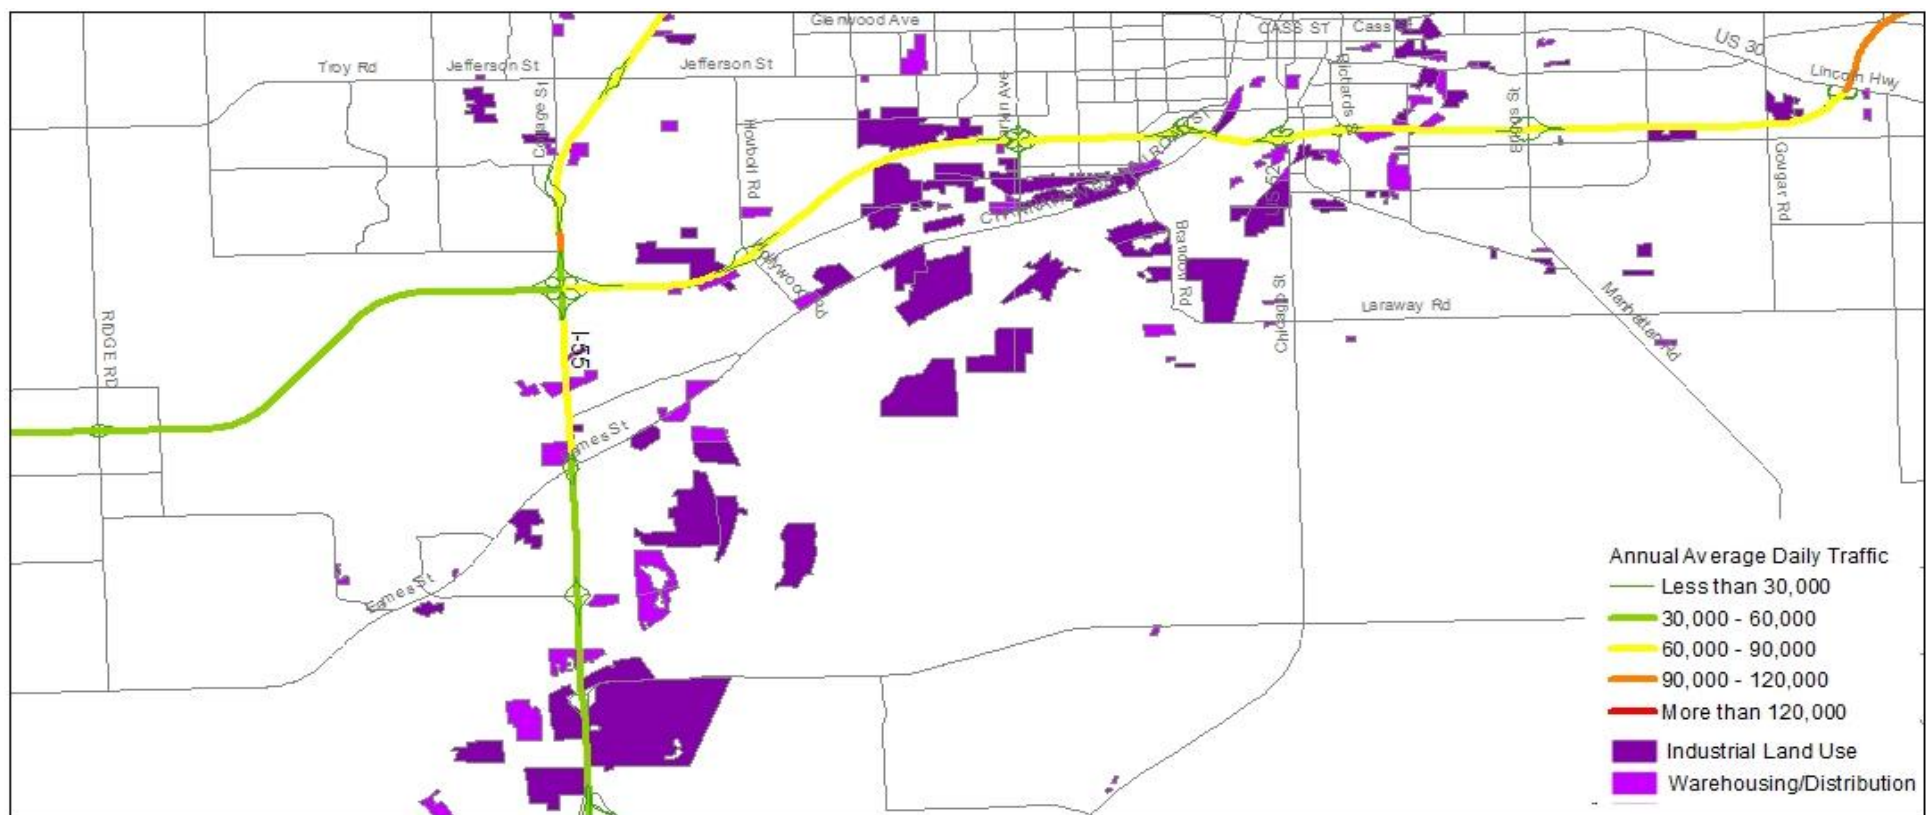 Glenwood Ave
CASS ST
Cass St
US 30
Troy Rd
Jefferson St
Jefferson St
Lincoln Hwy
Cottage St
Larkin Ave
Richards St
Briggs St
Houbolt Rd
Gougar Rd
US 52
Hollywood Rd
Brandon Rd
Chicago St
Laraway Rd
Manhattan Rd
RIDGE RD
I-55
Eames St
Eames St
Annual Average Daily Traffic
Less than 30,000
30,000 - 60,000
60,000 - 90,000
90,000 - 120,000
More than 120,000
Industrial Land Use
Warehousing/Distribution